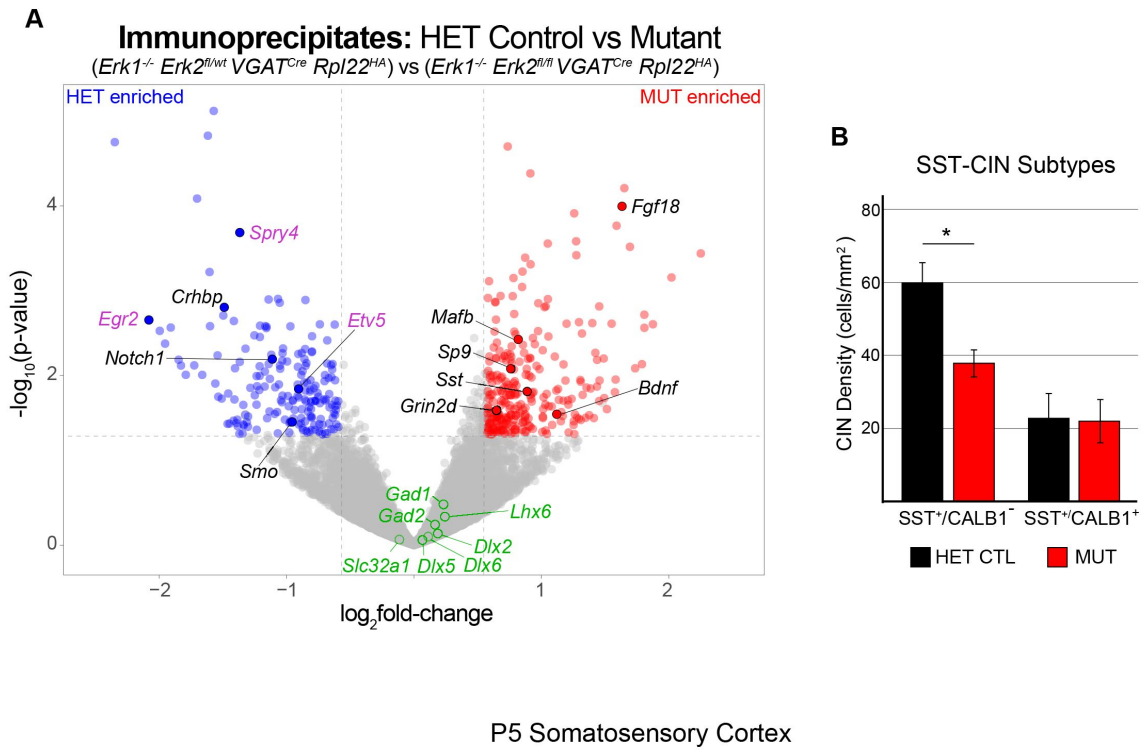 A
Immunoprecipitates: HET Control vs Mutant
(Erk1-/- Erk2fl/wt VGATCre Rpl22HA) vs (Erk1-/- Erk2fl/fl VGATCre Rpl22HA)
HET enriched
MUT enriched
Fgf18
Spry4
Crhbp
Egr2
Etv5
Notch1
Smo
Mafb
Sp9
Sst
Bdnf
Grin2d
Gad1
Gad2
Lhx6
Dlx2
Slc32a1
Dlx5
Dlx6
4
2
0
-log10(p-value)
−2
−1
0
1
2
log2fold-change
B
SST-CIN Subtypes
CIN Density (cells/mm2 )
80
60
40
20
*
SST+/CALB1-
SST+/CALB1+
HET CTL
MUT
P5 Somatosensory Cortex